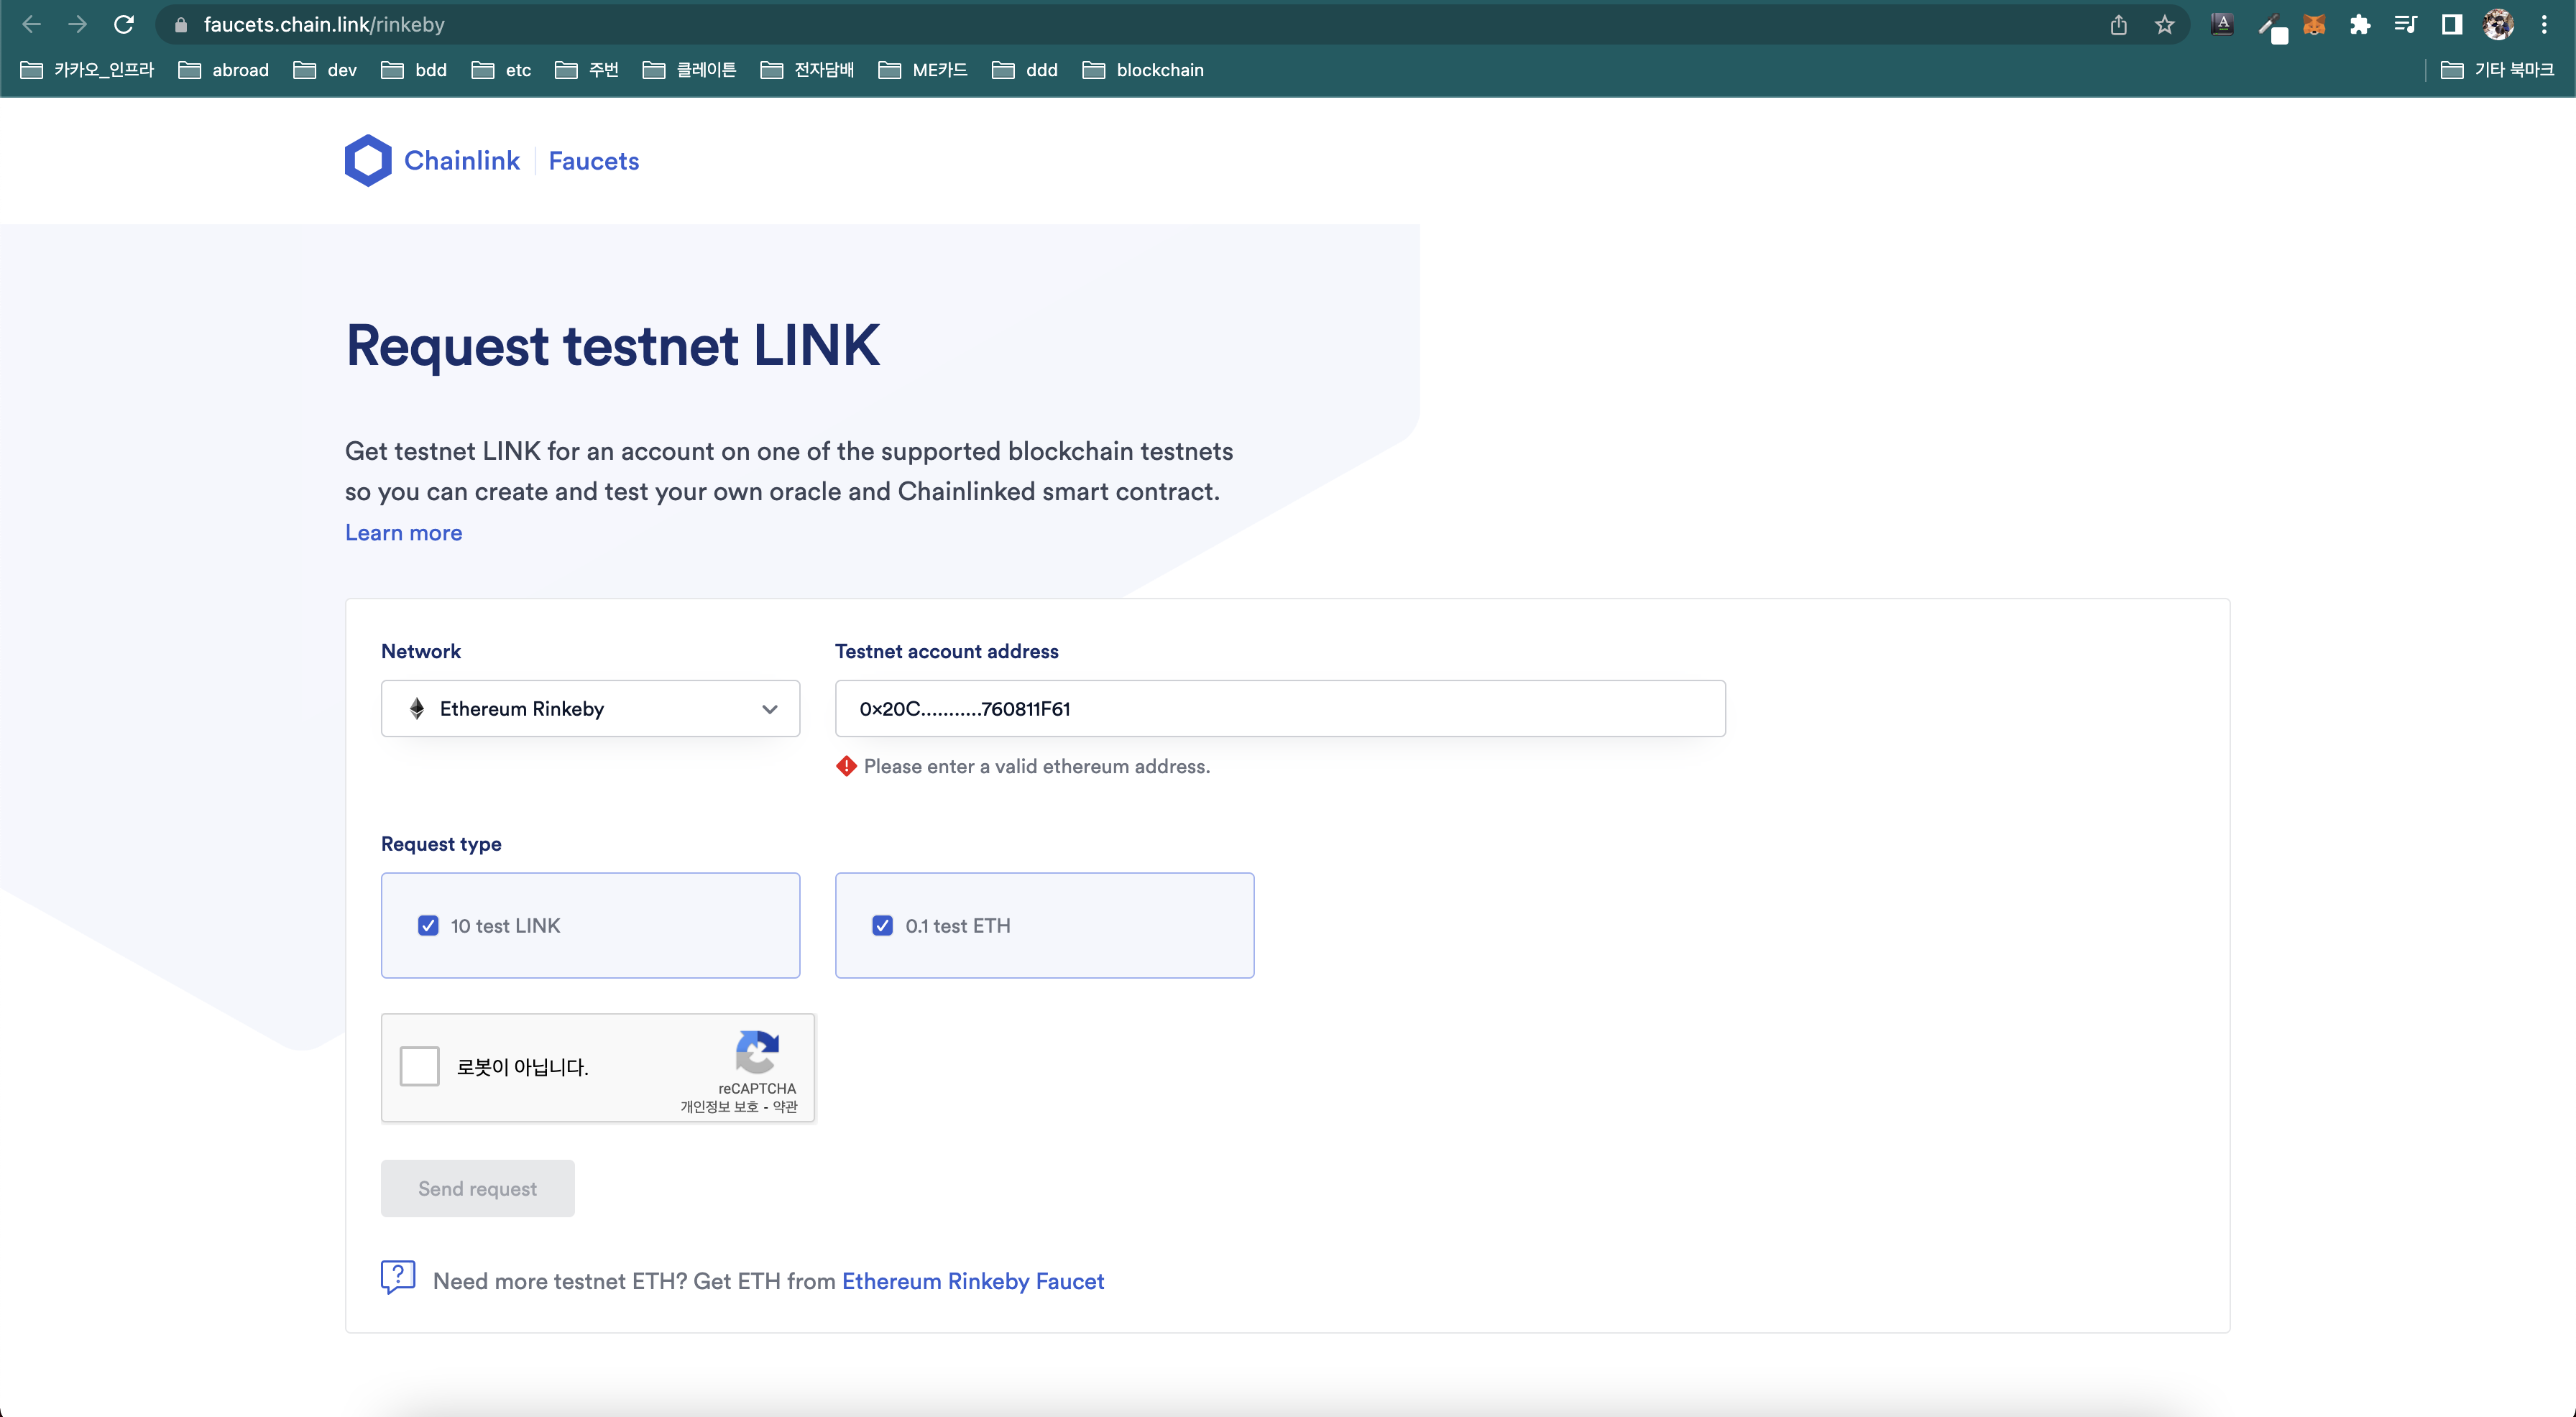 faucets.chain.link/rinkeby
카카오_인프라 abroad dev bdd etc 주번 클레이튼 전자담배 ME카드 ddd blockchain 기타 북마크
Chainlink Faucets
Request testnet LINK
Get testnet LINK for an account on one of the supported blockchain testnets
so you can create and test your own oracle and Chainlinked smart contract.
Learn more
Network
Ethereum Rinkeby
Testnet account address
0x20C...........760811F61
Please enter a valid ethereum address.
Request type
10 test LINK
0.1 test ETH
로봇이 아닙니다.
reCAPTCHA
개인정보 보호 - 약관
Send request
Need more testnet ETH? Get ETH from Ethereum Rinkeby Faucet